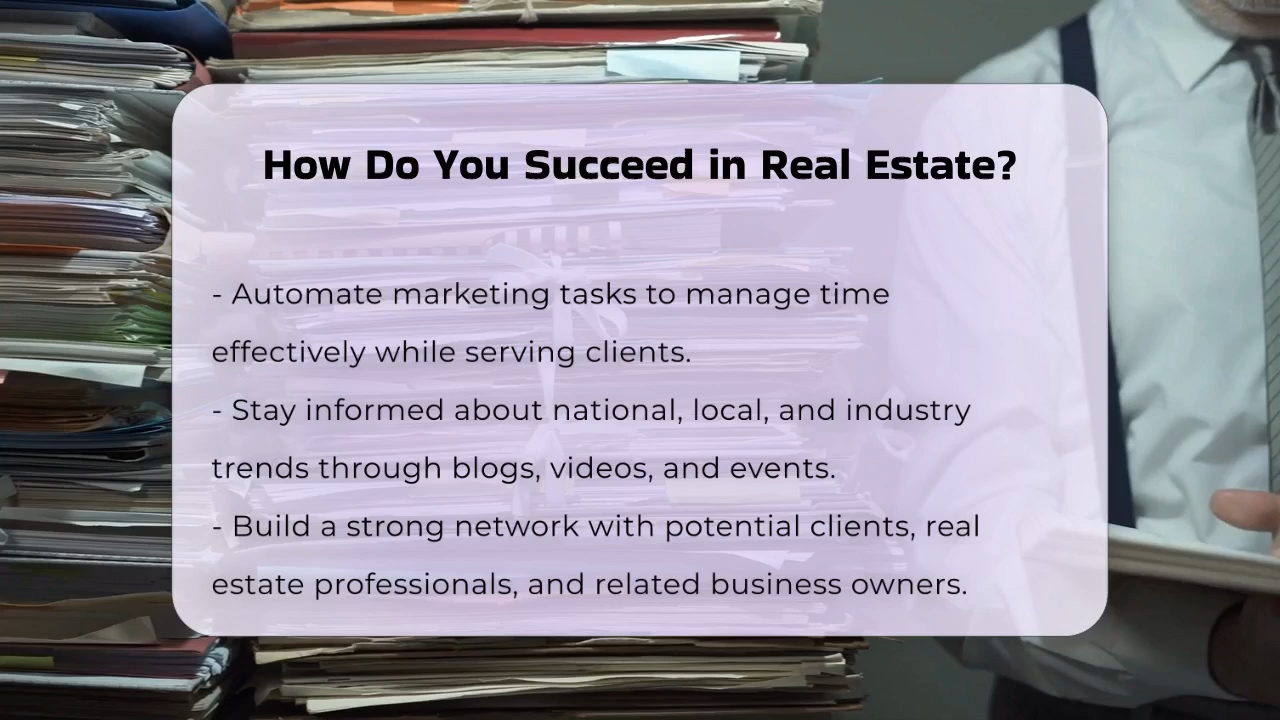 How Do You Succeed in Real Estate?
- Automate marketing tasks to manage time
effectively while serving clients.
- Stay informed about national, local, and industry
trends through blogs, videos, and events.
- Build a strong network with potential clients, real
estate professionals, and related business owners.